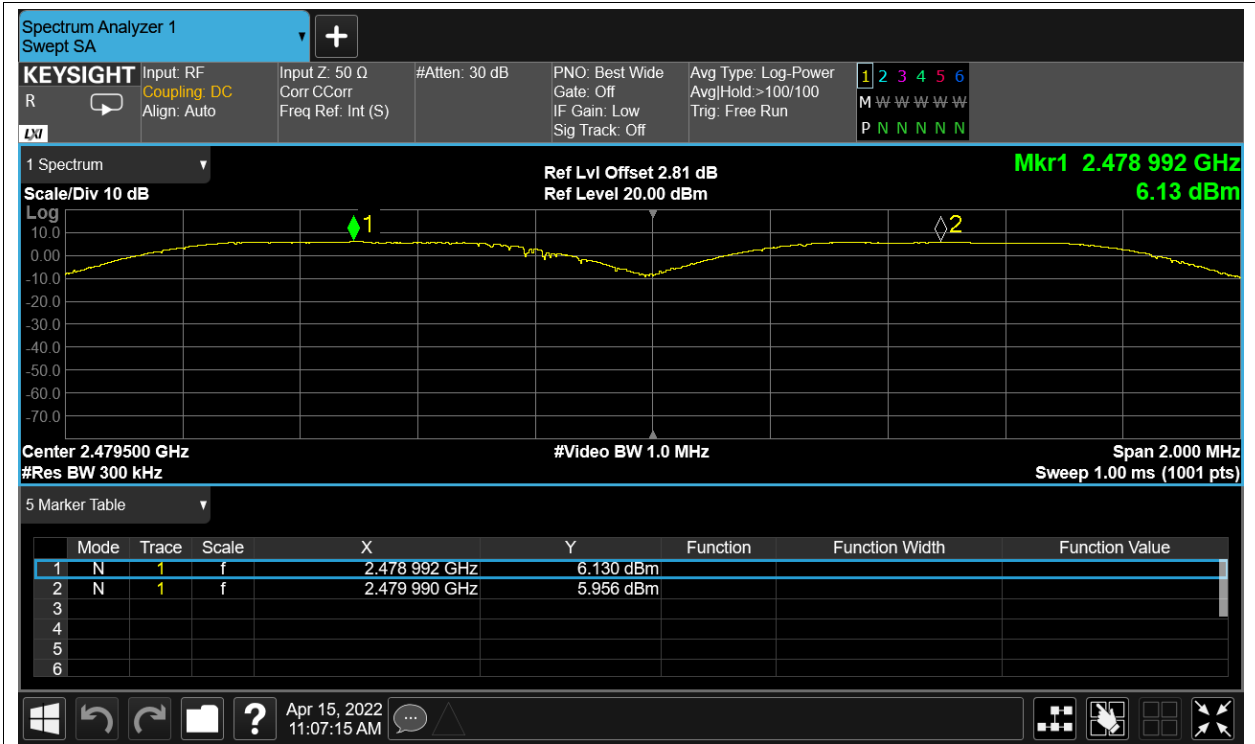 Spectrum Analyzer 1
Swept SA
KEYSIGHT
R
LXI
Input: RF
Coupling: DC
Align: Auto
Input Z: 50 Ω
Corr CCorr
Freq Ref: Int (S)
#Atten: 30 dB
PNO: Best Wide
Gate: Off
IF Gain: Low
Sig Track: Off
Avg Type: Log-Power
Avg|Hold:>100/100
Trig: Free Run
1 2 3 4 5 6
M W W W W W
P N N N N N
1 Spectrum
Scale/Div 10 dB
Ref Lvl Offset 2.81 dB
Ref Level 20.00 dBm
Mkr1 2.478 992 GHz
6.13 dBm
Log
10.0
0.00
-10.0
-20.0
-30.0
-40.0
-50.0
-60.0
-70.0
1
2
Center 2.479500 GHz
#Res BW 300 kHz
#Video BW 1.0 MHz
Span 2.000 MHz
Sweep 1.00 ms (1001 pts)
5 Marker Table
Mode Trace Scale X Y Function Function Width Function Value
1 N 1 f 2.478 992 GHz 6.130 dBm
2 N 1 f 2.479 990 GHz 5.956 dBm
3
4
5
6
?
Apr 15, 2022
11:07:15 AM